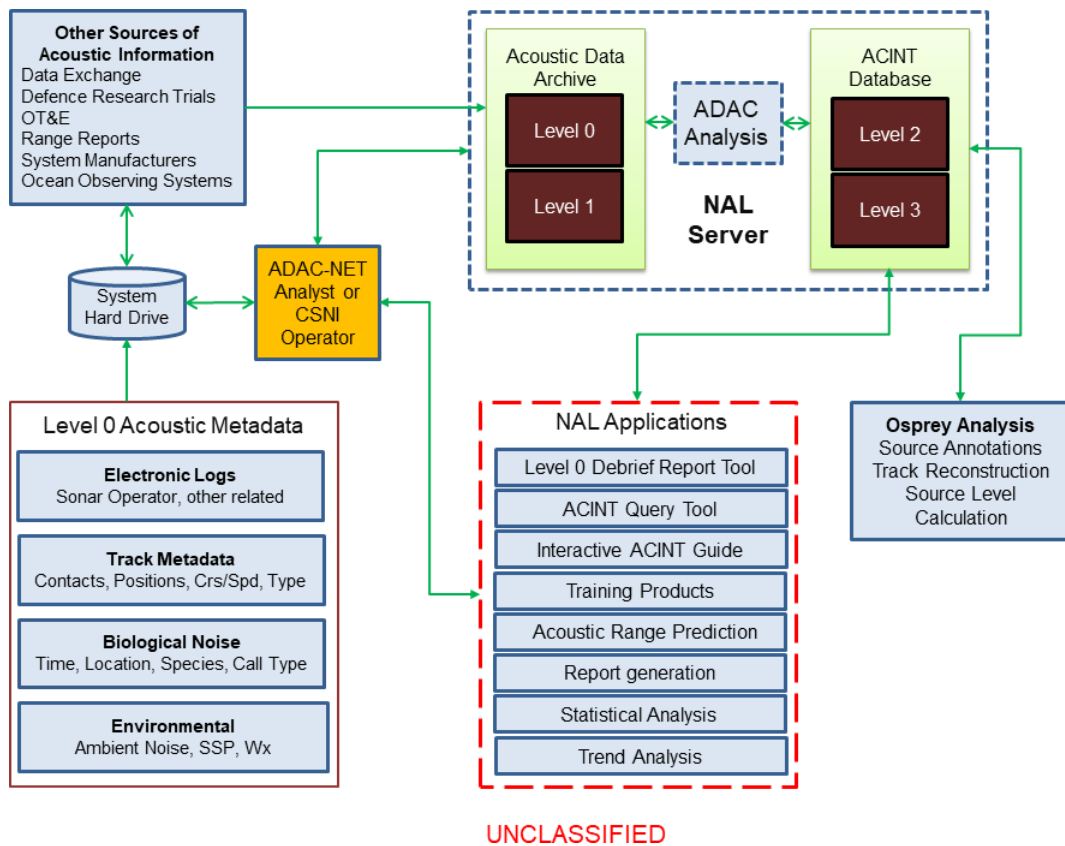 Other Sources of
Acoustic Information
Data Exchange
Defence Research Trials
OT&E
Range Reports
System Manufacturers
Ocean Observing Systems
Acoustic Data
Archive
Level 0
Level 1
ADAC
Analysis
NAL
Server
ACINT
Database
Level 2
Level 3
System
Hard Drive
ADAC-NET
Analyst or
CSNI
Operator
Level 0 Acoustic Metadata
Electronic Logs
Sonar Operator, other related
Track Metadata
Contacts, Positions, Crs/Spd, Type
Biological Noise
Time, Location, Species, Call Type
Environmental
Ambient Noise, SSP, Wx
NAL Applications
Level 0 Debrief Report Tool
ACINT Query Tool
Interactive ACINT Guide
Training Products
Acoustic Range Prediction
Report generation
Statistical Analysis
Trend Analysis
Osprey Analysis
Source Annotations
Track Reconstruction
Source Level
Calculation
UNCLASSIFIED